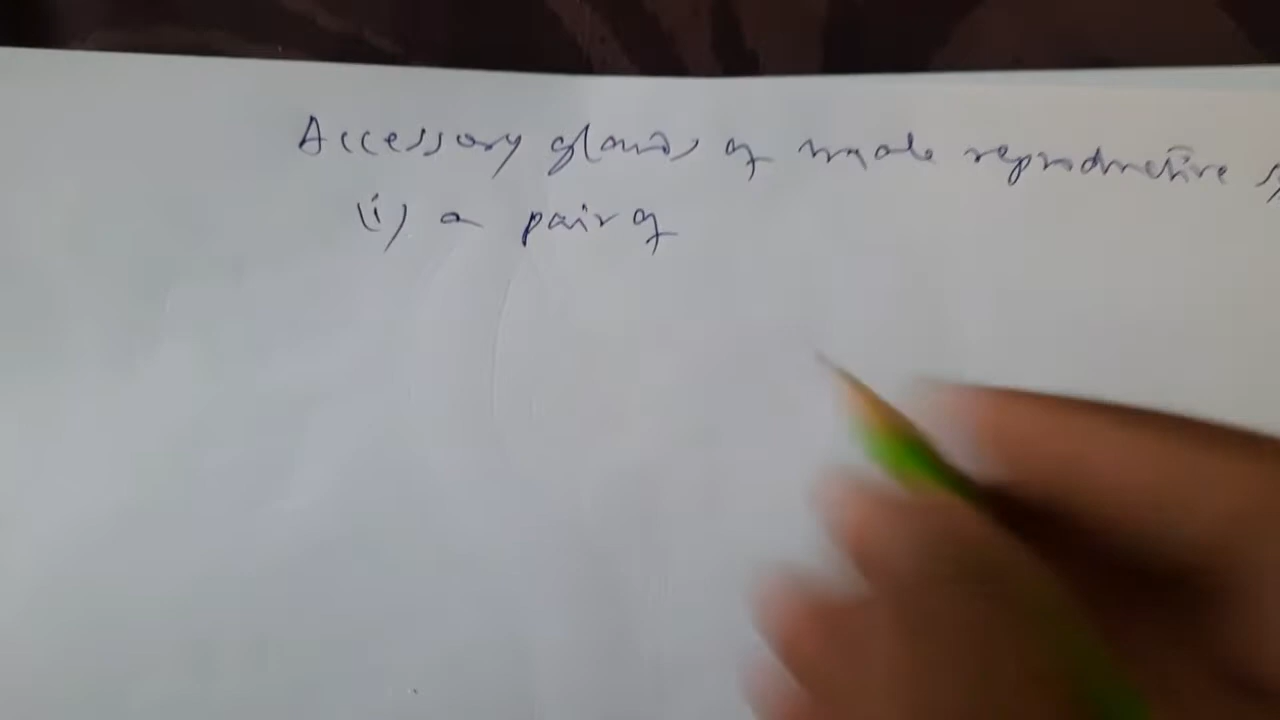 Accessory glands of male reproductive
(i) a pair of